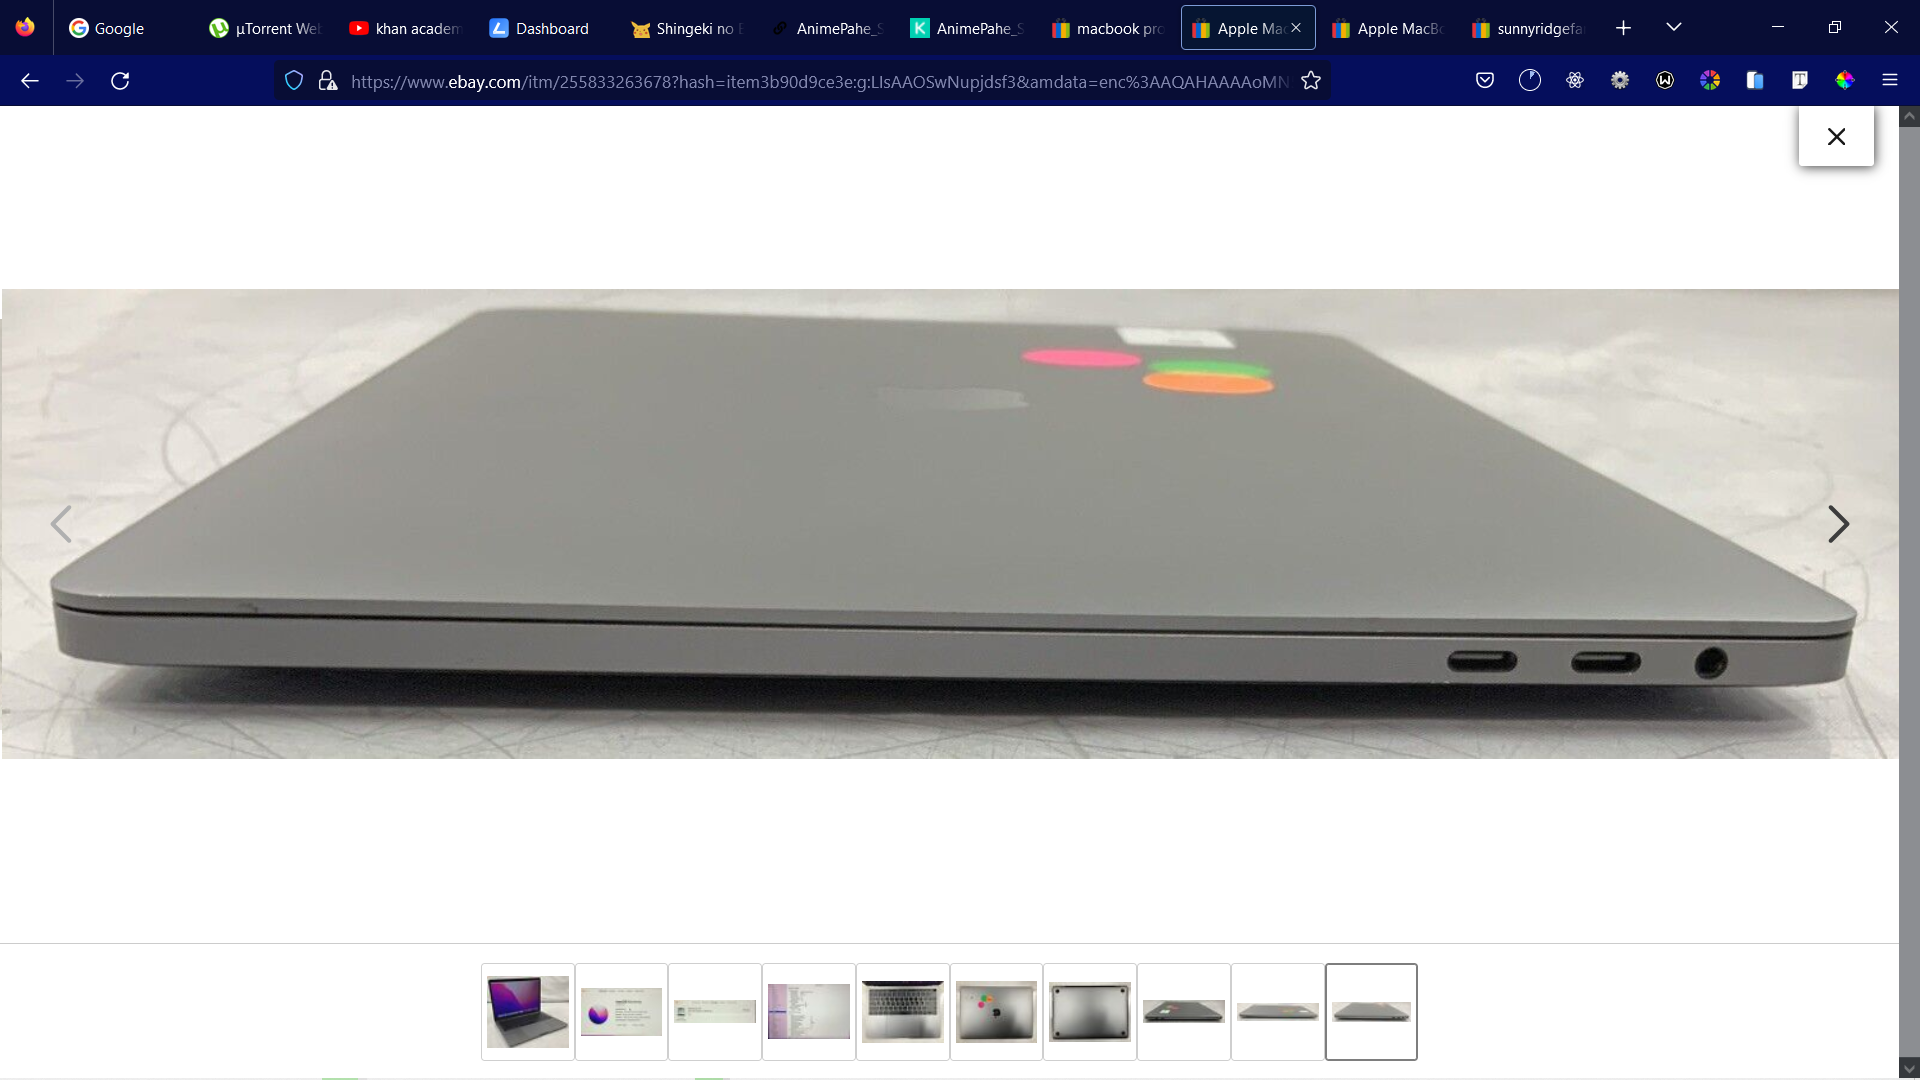 Google
µTorrent We
khan academ
Dashboard
Shingeki no
AnimePahe_S
AnimePahe_S
macbook pro
Apple Mac
Apple MacBo
sunnyridgefa
https://www.ebay.com/itm/255833263678?hash=item3b90d9ce3e:g:LIsAAOSwNupjdsf3&amdata=enc%3AAQAHAAAAoMN